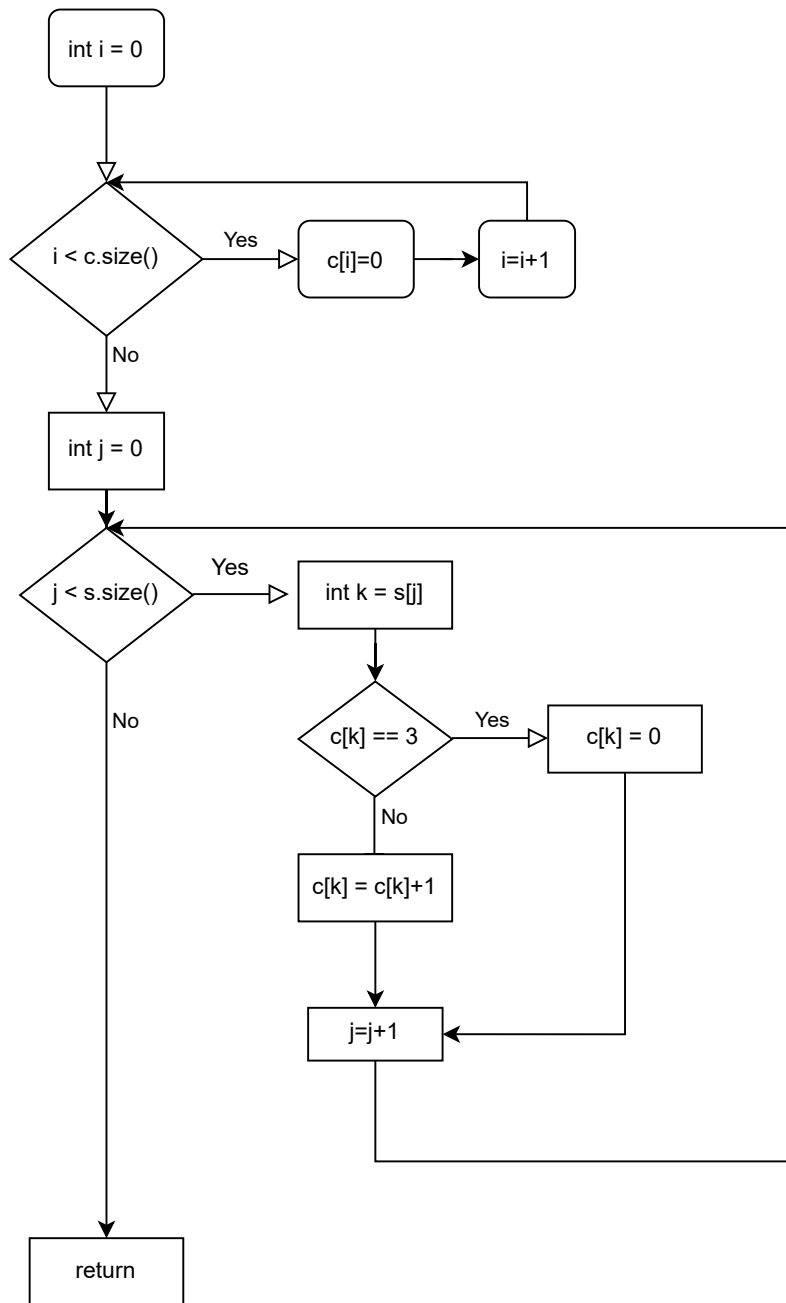 int i = 0
i < c.size()
Yes
c[i]=0
i=i+1
No
int j = 0
j < s.size()
Yes
int k = s[j]
No
c[k] == 3
Yes
c[k] = 0
No
c[k] = c[k]+1
j=j+1
return